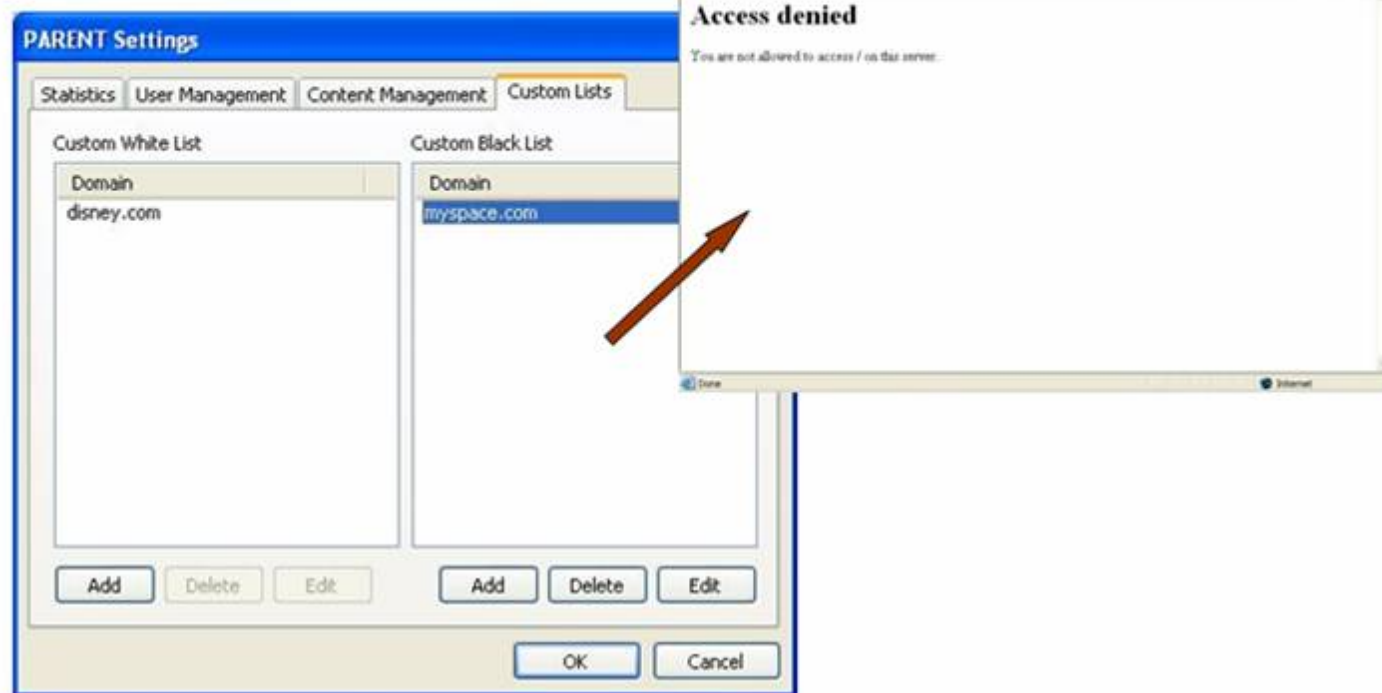 PARENT Settings
Statistics User Management Content Management Custom Lists
Custom White List
Domain
disney.com
Add Delete Edit
Custom Black List
Domain
myspace.com
Add Delete Edit
OK Cancel
Access denied
You are not allowed to access / on this server.
Done Internet